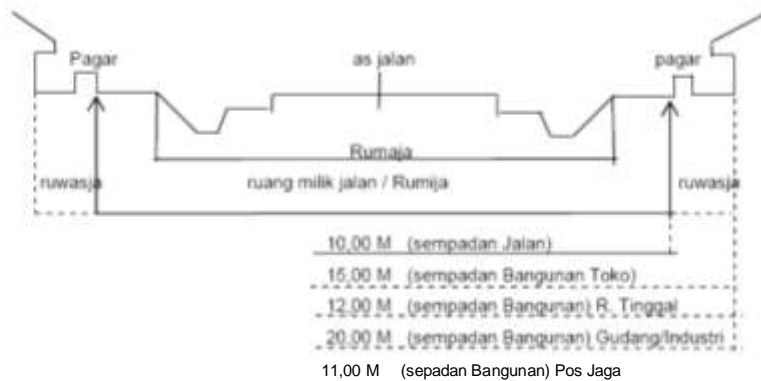 Pagar as jalan pagar
Rumaja
ruwasja ruang milik jalan / Rumija ruwasja
10,00 M (sempadan Jalan)
15,00 M (sempadan Bangunan Toko)
12,00 M (sempadan Bangunan) R. Tinggal
20,00 M (sempadan Bangunan) Gudang/Industri
11,00 M (sepadan Bangunan) Pos Jaga